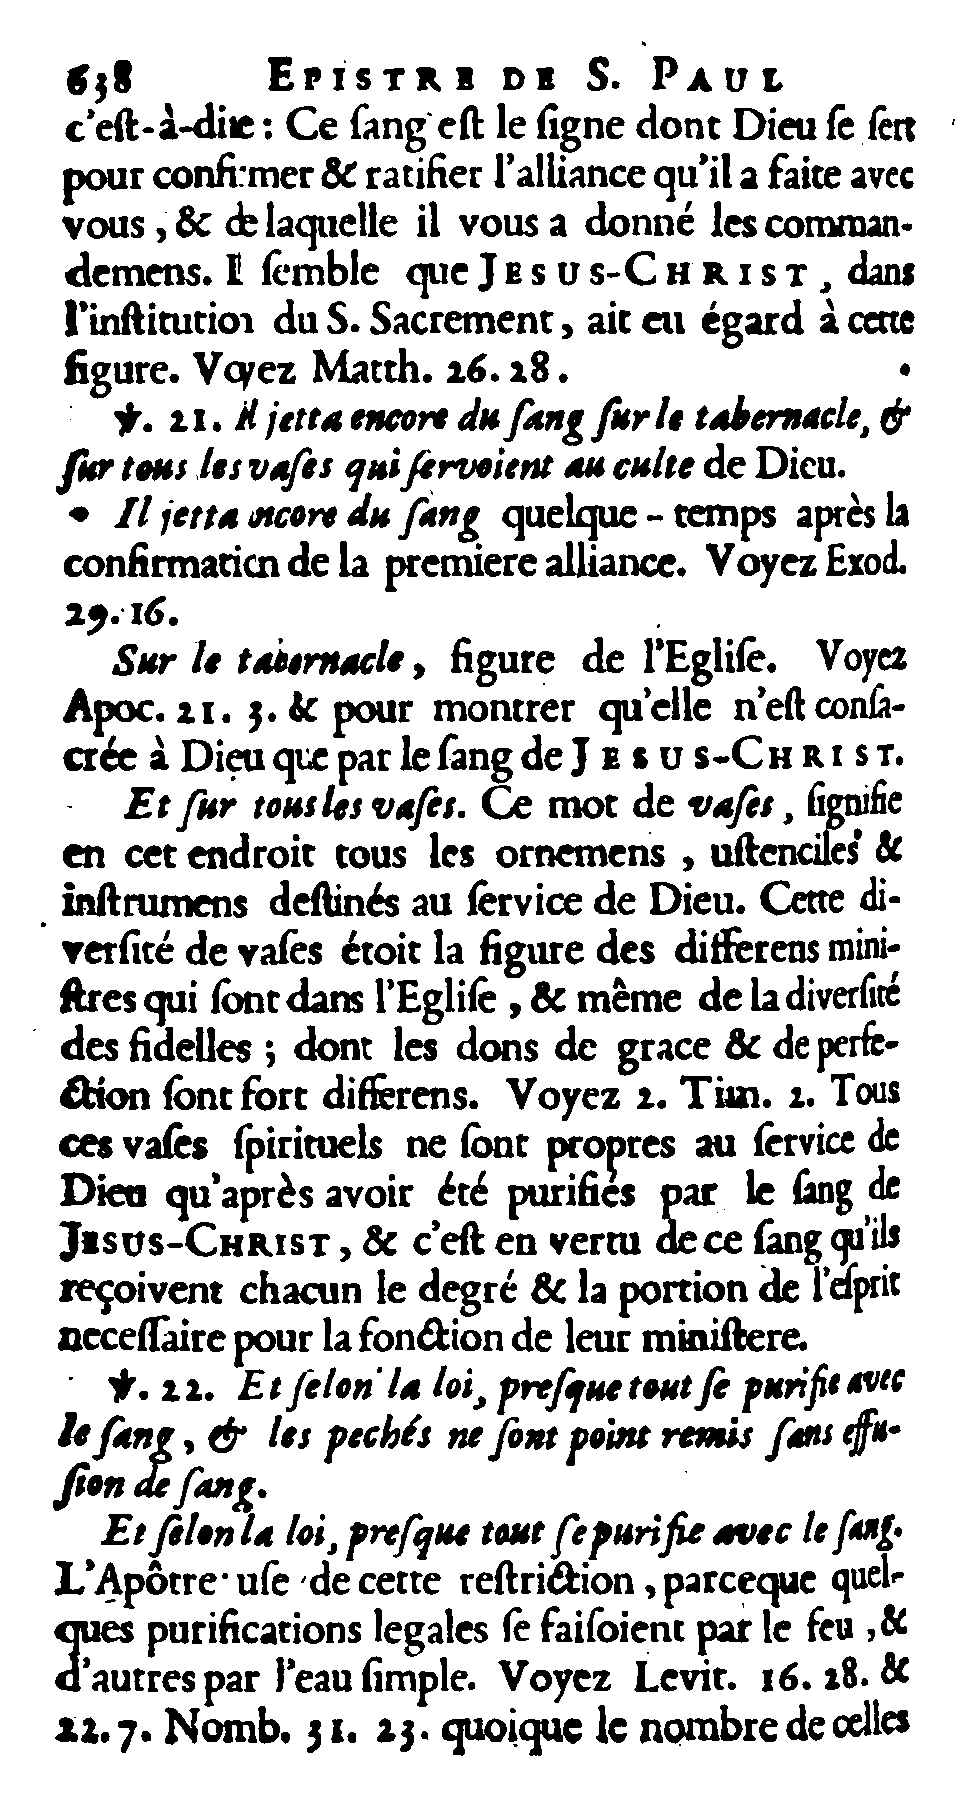 638 EPISTRE DE S. PAUL
c'eſt-à-dire : Ce ſang eſt le ſigne dont Dieu ſe ſert
pour confirmer & ratifier l'alliance qu'il a faite avec
vous , & de laquelle il vous a donné les comman-
demens. Il ſemble que JESUS-CHRIST, dans
l'inſtitution du S. Sacrement, ait eu égard à cette
figure. Voyez Matth. 26. 28.
℣. 21. Il jetta encore du ſang ſur le tabernacle, &
ſur tous les vaſes qui ſervoient au culte de Dieu.
Il jetta encore du ſang quelque-temps après la
confirmation de la premiere alliance. Voyez Exod.
29. 16.
Sur le tabernacle, figure de l'Egliſe. Voyez
Apoc. 21. 3. & pour montrer qu'elle n'eſt conſa-
crée à Dieu que par le ſang de JESUS-CHRIST.
Et ſur tous les vaſes. Ce mot de vaſes, ſignifie
en cet endroit tous les ornemens , uſtenciles &
inſtrumens deſtinés au ſervice de Dieu. Cette di-
verſité de vaſes étoit la figure des differens mini-
ſtres qui ſont dans l'Egliſe , & même de la diverſité
des fidelles ; dont les dons de grace & de perfe-
ction ſont fort differens. Voyez 2. Tim. 2. Tous
ces vaſes ſpirituels ne ſont propres au ſervice de
Dieu qu'après avoir été purifiés par le ſang de
JESUS-CHRIST, & c'eſt en vertu de ce ſang qu'ils
reçoivent chacun le degré & la portion de l'eſprit
neceſſaire pour la fonction de leur miniſtere.
℣. 22. Et ſelon la loi, preſque tout ſe purifie avec
le ſang, & les pechés ne ſont point remis ſans effu-
ſion de ſang.
Et ſelon la loi, preſque tout ſe purifie avec le ſang.
L'Apôtre uſe de cette reſtriction , parceque quel-
ques purifications legales ſe faiſoient par le feu , &
d'autres par l'eau ſimple. Voyez Levit. 16. 28. &
22. 7. Nomb. 31. 23. quoique le nombre de celles